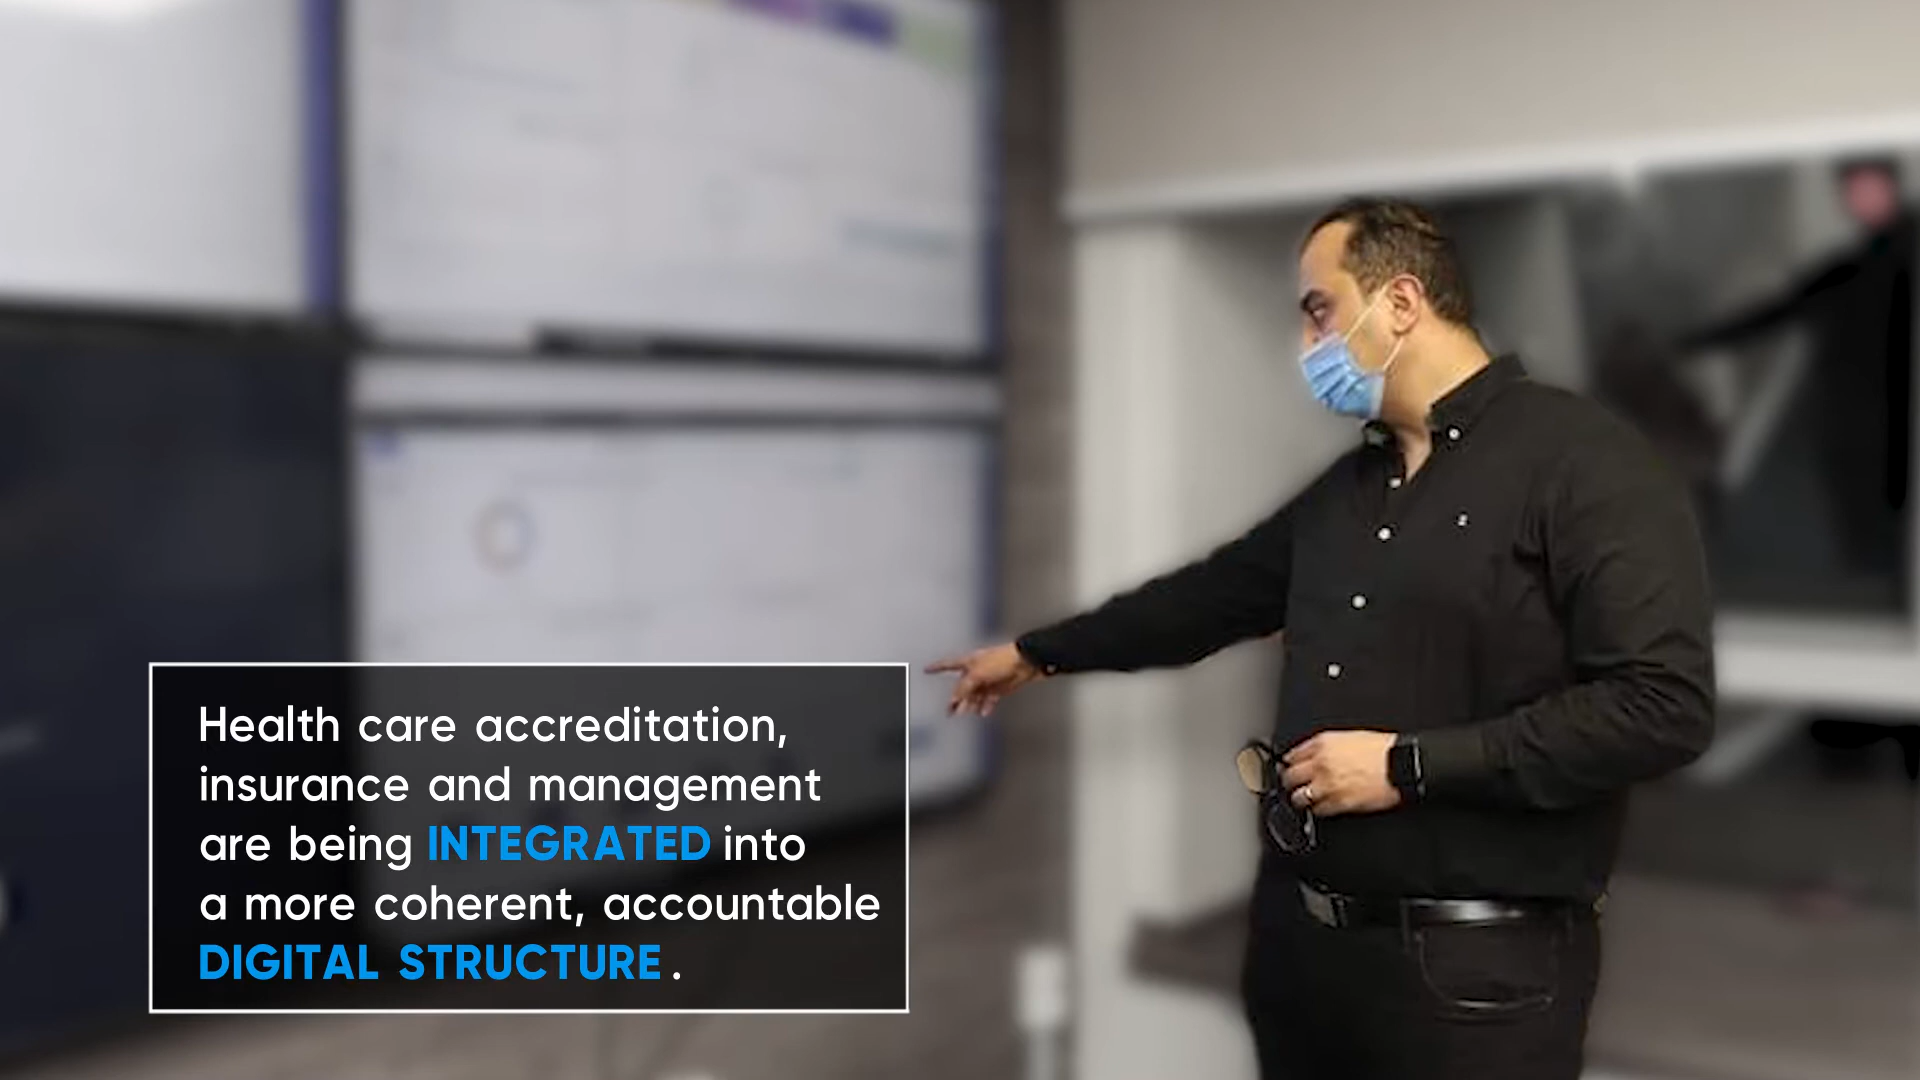 Health care accreditation,
insurance and management
are being INTEGRATED into
a more coherent, accountable
DIGITAL STRUCTURE .